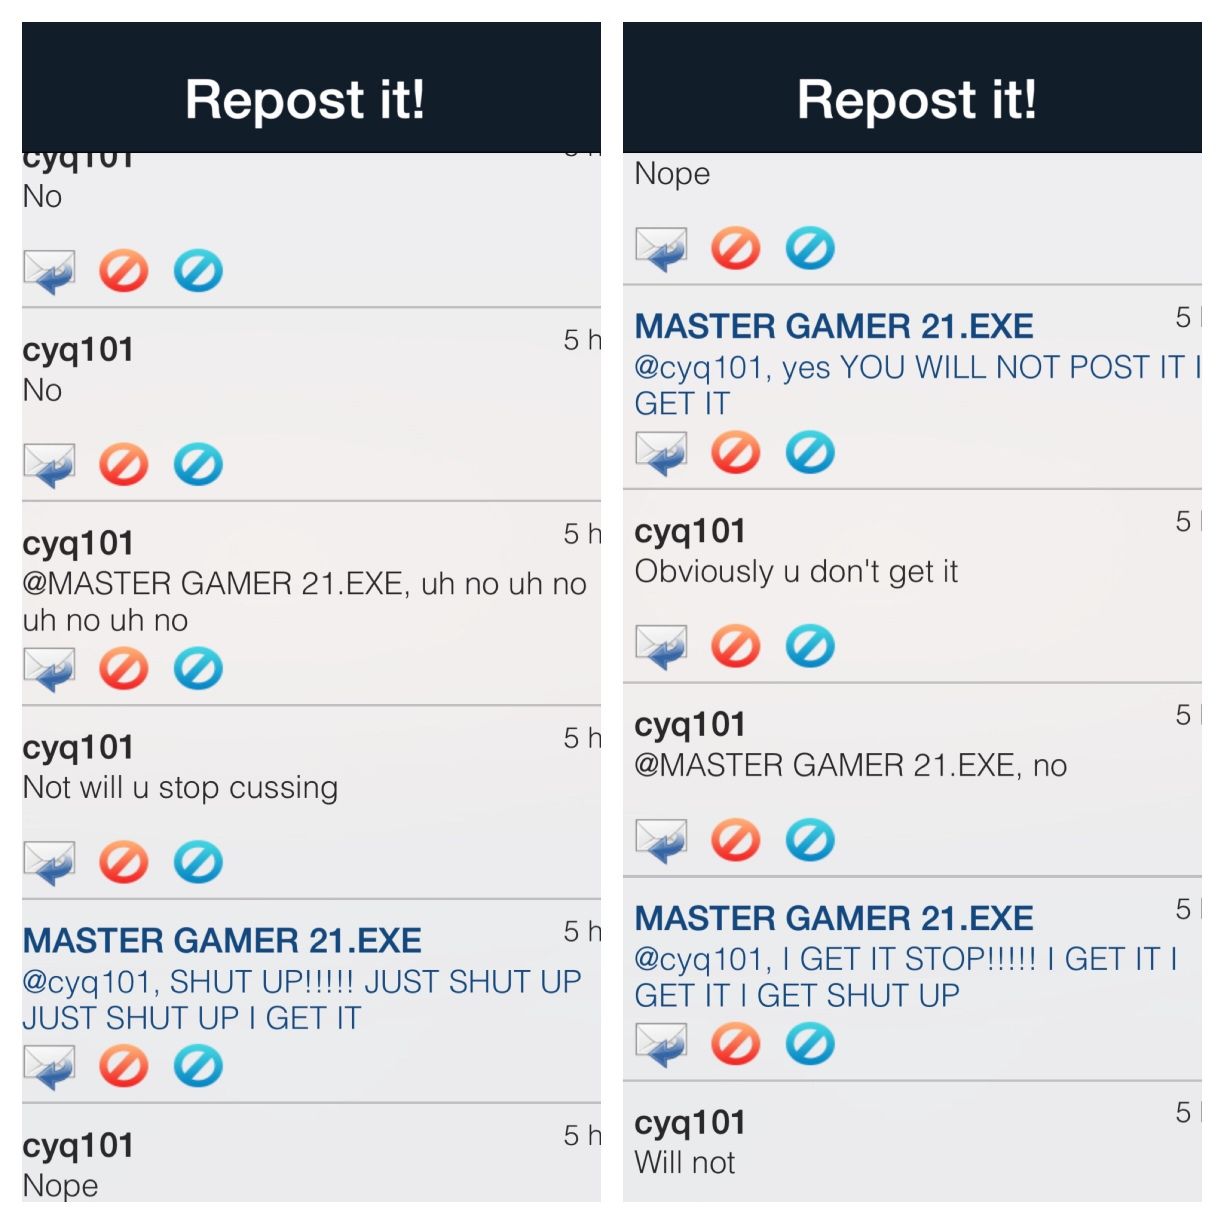 Repost it!
cyq101
No
cyq101
5 h
No
cyq101
5 h
@MASTER GAMER 21.EXE, uh no uh no
uh no uh no
cyq101
5 h
Not will u stop cussing
MASTER GAMER 21.EXE
5 h
@cyq101, SHUT UP!!!!! JUST SHUT UP
JUST SHUT UP I GET IT
cyq101
5 h
Nope
Repost it!
Nope
MASTER GAMER 21.EXE
5
@cyq101, yes YOU WILL NOT POST IT I
GET IT
cyq101
5
Obviously u don't get it
cyq101
5
@MASTER GAMER 21.EXE, no
MASTER GAMER 21.EXE
5
@cyq101, I GET IT STOP!!!!! I GET IT I
GET IT I GET SHUT UP
cyq101
5
Will not